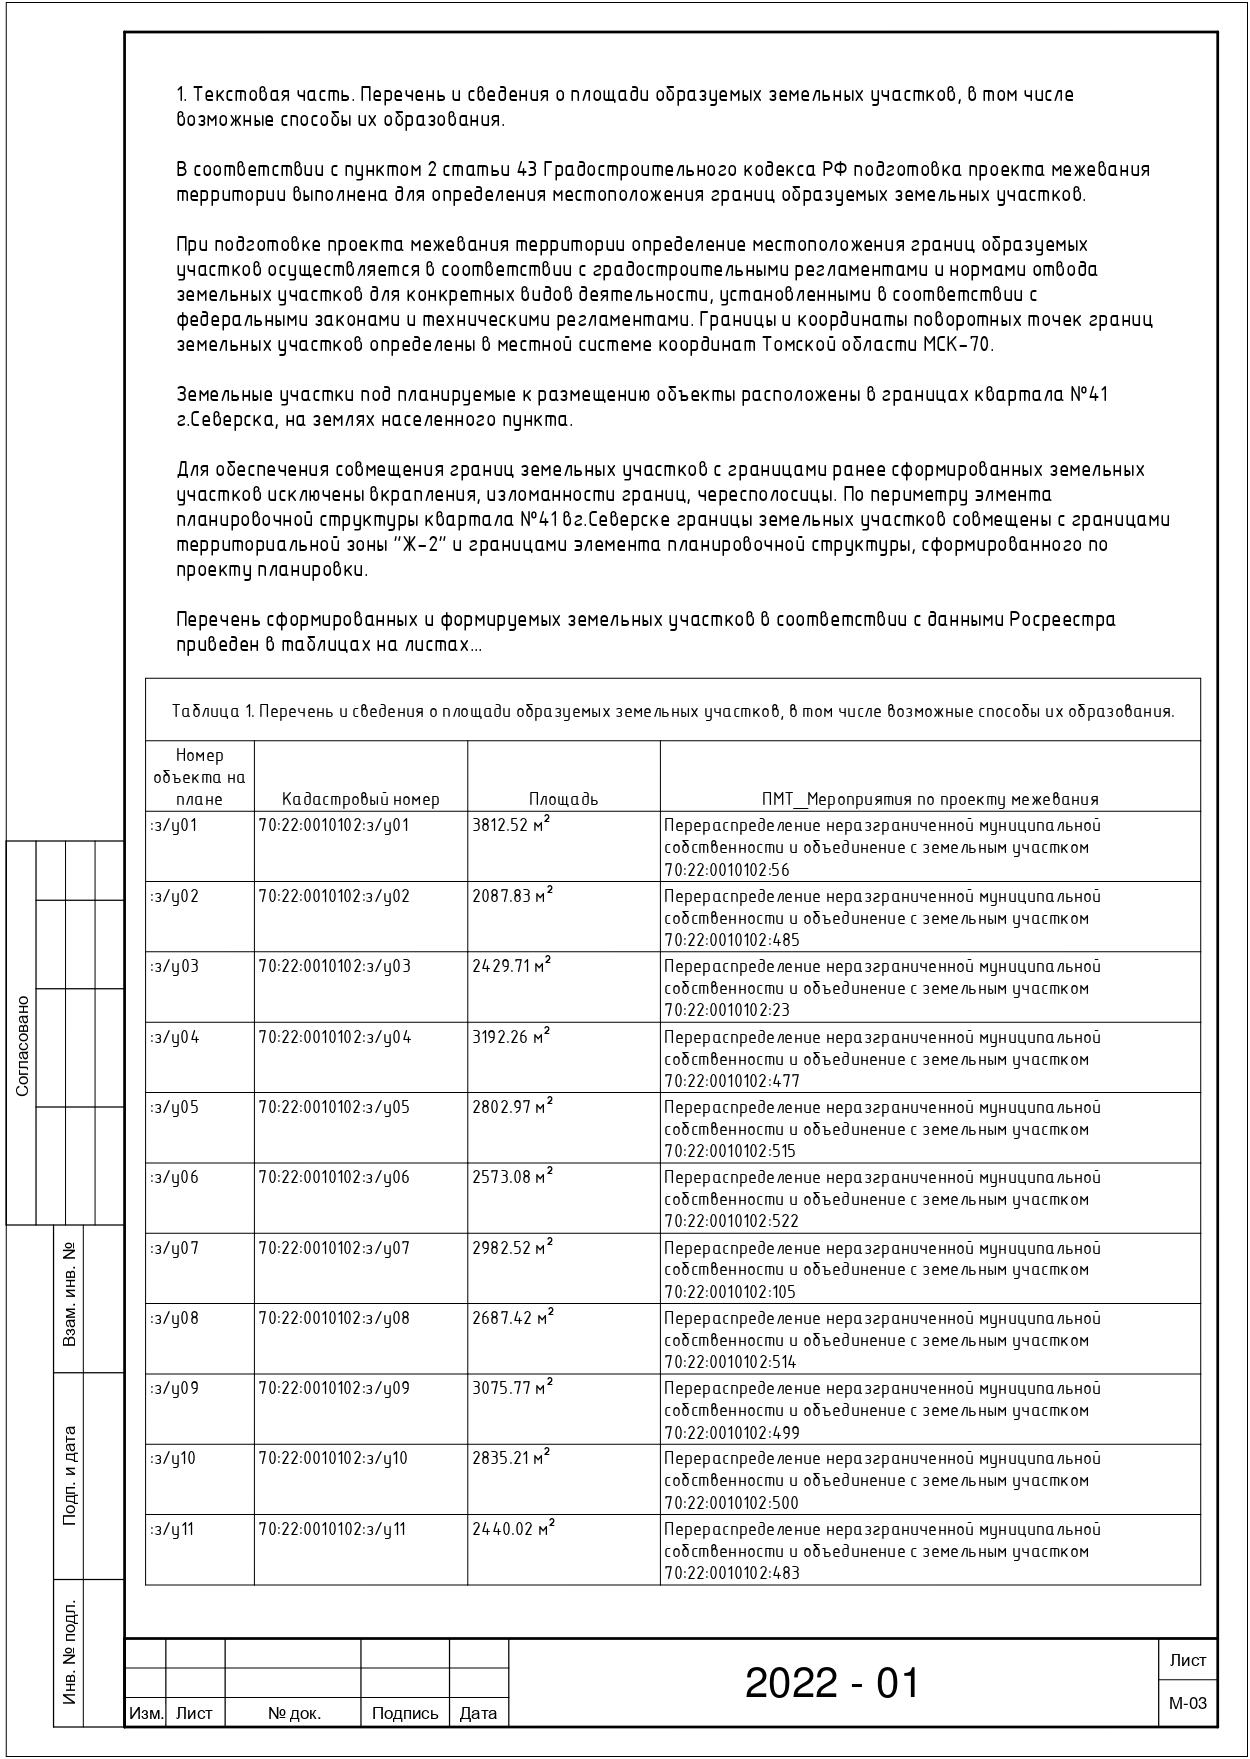 1. Текстовая часть. Перечень и сведения о площади образуемых земельных участков, в том числе
возможные способы их образования.
В соответствии с пунктом 2 статьи 43 Градостроительного кодекса РФ подготовка проекта межевания
территории выполнена для определения местоположения границ образуемых земельных участков.
При подготовке проекта межевания территории определение местоположения границ образуемых
участков осуществляется в соответствии с градостроительными регламентами и нормами отвода
земельных участков для конкретных видов деятельности, установленными в соответствии с
федеральными законами и техническими регламентами. Границы и координаты поворотных точек границ
земельных участков определены в местной системе координат Томской области МСК-70.
Земельные участки под планируемые к размещению объекты расположены в границах квартала №41
г.Северска, на землях населенного пункта.
Для обеспечения совмещения границ земельных участков с границами ранее сформированных земельных
участков исключены вкрапления, изломанности границ, чересполосицы. По периметру элмента
планировочной структуры квартала №41 вг.Северске границы земельных участков совмещены с границами
территориальной зоны "Ж-2" и границами элемента планировочной структуры, сформированного по
проекту планировки.
Перечень сформированных и формируемых земельных участков в соответствии с данными Росреестра
приведен в таблицах на листах...
Таблица 1. Перечень и сведения о площади образуемых земельных участков, в том числе возможные способы их образования.
Номер
объекта на
плане Кадастровый номер Площадь ПМТ_Мероприятия по проекту межевания
:з/у01 70:22:0010102:з/у01 3812.52 м² Перераспределение неразграниченной муниципальной
собственности и объединение с земельным участком
70:22:0010102:56
:з/у02 70:22:0010102:з/у02 2087.83 м² Перераспределение неразграниченной муниципальной
собственности и объединение с земельным участком
70:22:0010102:485
:з/у03 70:22:0010102:з/у03 2429.71 м² Перераспределение неразграниченной муниципальной
собственности и объединение с земельным участком
70:22:0010102:23
:з/у04 70:22:0010102:з/у04 3192.26 м² Перераспределение неразграниченной муниципальной
собственности и объединение с земельным участком
70:22:0010102:477
:з/у05 70:22:0010102:з/у05 2802.97 м² Перераспределение неразграниченной муниципальной
собственности и объединение с земельным участком
70:22:0010102:515
:з/у06 70:22:0010102:з/у06 2573.08 м² Перераспределение неразграниченной муниципальной
собственности и объединение с земельным участком
70:22:0010102:522
:з/у07 70:22:0010102:з/у07 2982.52 м² Перераспределение неразграниченной муниципальной
собственности и объединение с земельным участком
70:22:0010102:105
:з/у08 70:22:0010102:з/у08 2687.42 м² Перераспределение неразграниченной муниципальной
собственности и объединение с земельным участком
70:22:0010102:514
:з/у09 70:22:0010102:з/у09 3075.77 м² Перераспределение неразграниченной муниципальной
собственности и объединение с земельным участком
70:22:0010102:499
:з/у10 70:22:0010102:з/у10 2835.21 м² Перераспределение неразграниченной муниципальной
собственности и объединение с земельным участком
70:22:0010102:500
:з/у11 70:22:0010102:з/у11 2440.02 м² Перераспределение неразграниченной муниципальной
собственности и объединение с земельным участком
70:22:0010102:483
Согласовано
Взам. инв. №
Подп. и дата
Инв. № подл.
Изм. Лист № док. Подпись Дата
2022 - 01
Лист
М-03